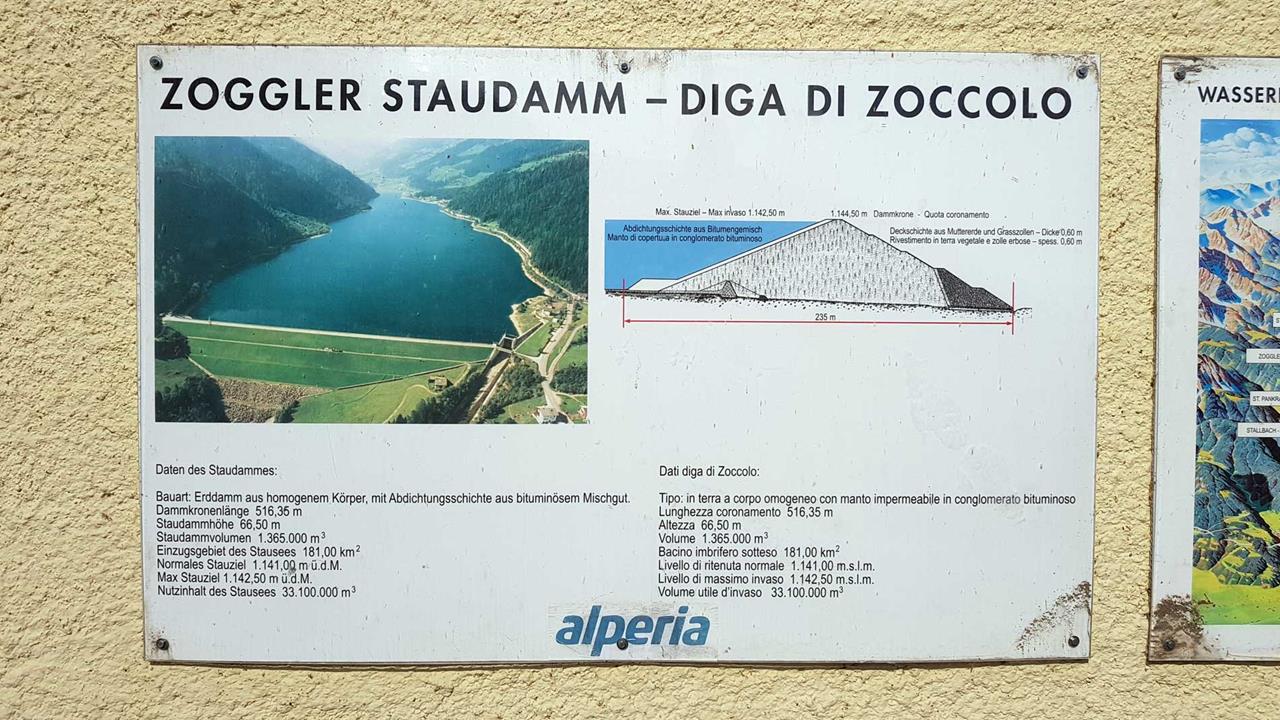 ZOGGLER STAUDAMM – DIGA DI ZOCCOLO
Max. Stauziel – Max invaso 1.142,50 m
1.144,50 m Dammkrone - Quota coronamento
Abdichtungsschichte aus Bitumengemisch
Manto di copertura in conglomerato bituminoso
Deckschichte aus Muttererde und Grasszollen – Dicke 0,60 m
Rivestimento in terra vegetale e zolle erbose – spess. 0,60 m
235 m
Daten des Staudammes:
Bauart: Erddamm aus homogenem Körper, mit Abdichtungsschichte aus bituminösem Mischgut.
Dammkronenlänge 516,35 m
Staudammhöhe 66,50 m
Staudammvolumen 1.365.000 m³
Einzugsgebiet des Stausees 181,00 km²
Normales Stauziel 1.141,00 m ü.d.M.
Max Stauziel 1.142,50 m ü.d.M.
Nutzinhalt des Stausees 33.100.000 m³
Dati diga di Zoccolo:
Tipo: in terra a corpo omogeneo con manto impermeabile in conglomerato bituminoso
Lunghezza coronamento 516,35 m
Altezza 66,50 m
Volume 1.365.000 m³
Bacino imbrifero sotteso 181,00 km²
Livello di ritenuta normale 1.141,00 m.s.l.m.
Livello di massimo invaso 1.142,50 m.s.l.m.
Volume utile d'invaso 33.100.000 m³
alperia
WASSER
ZOGGLE
ST. PANKRA
STALLBACH -